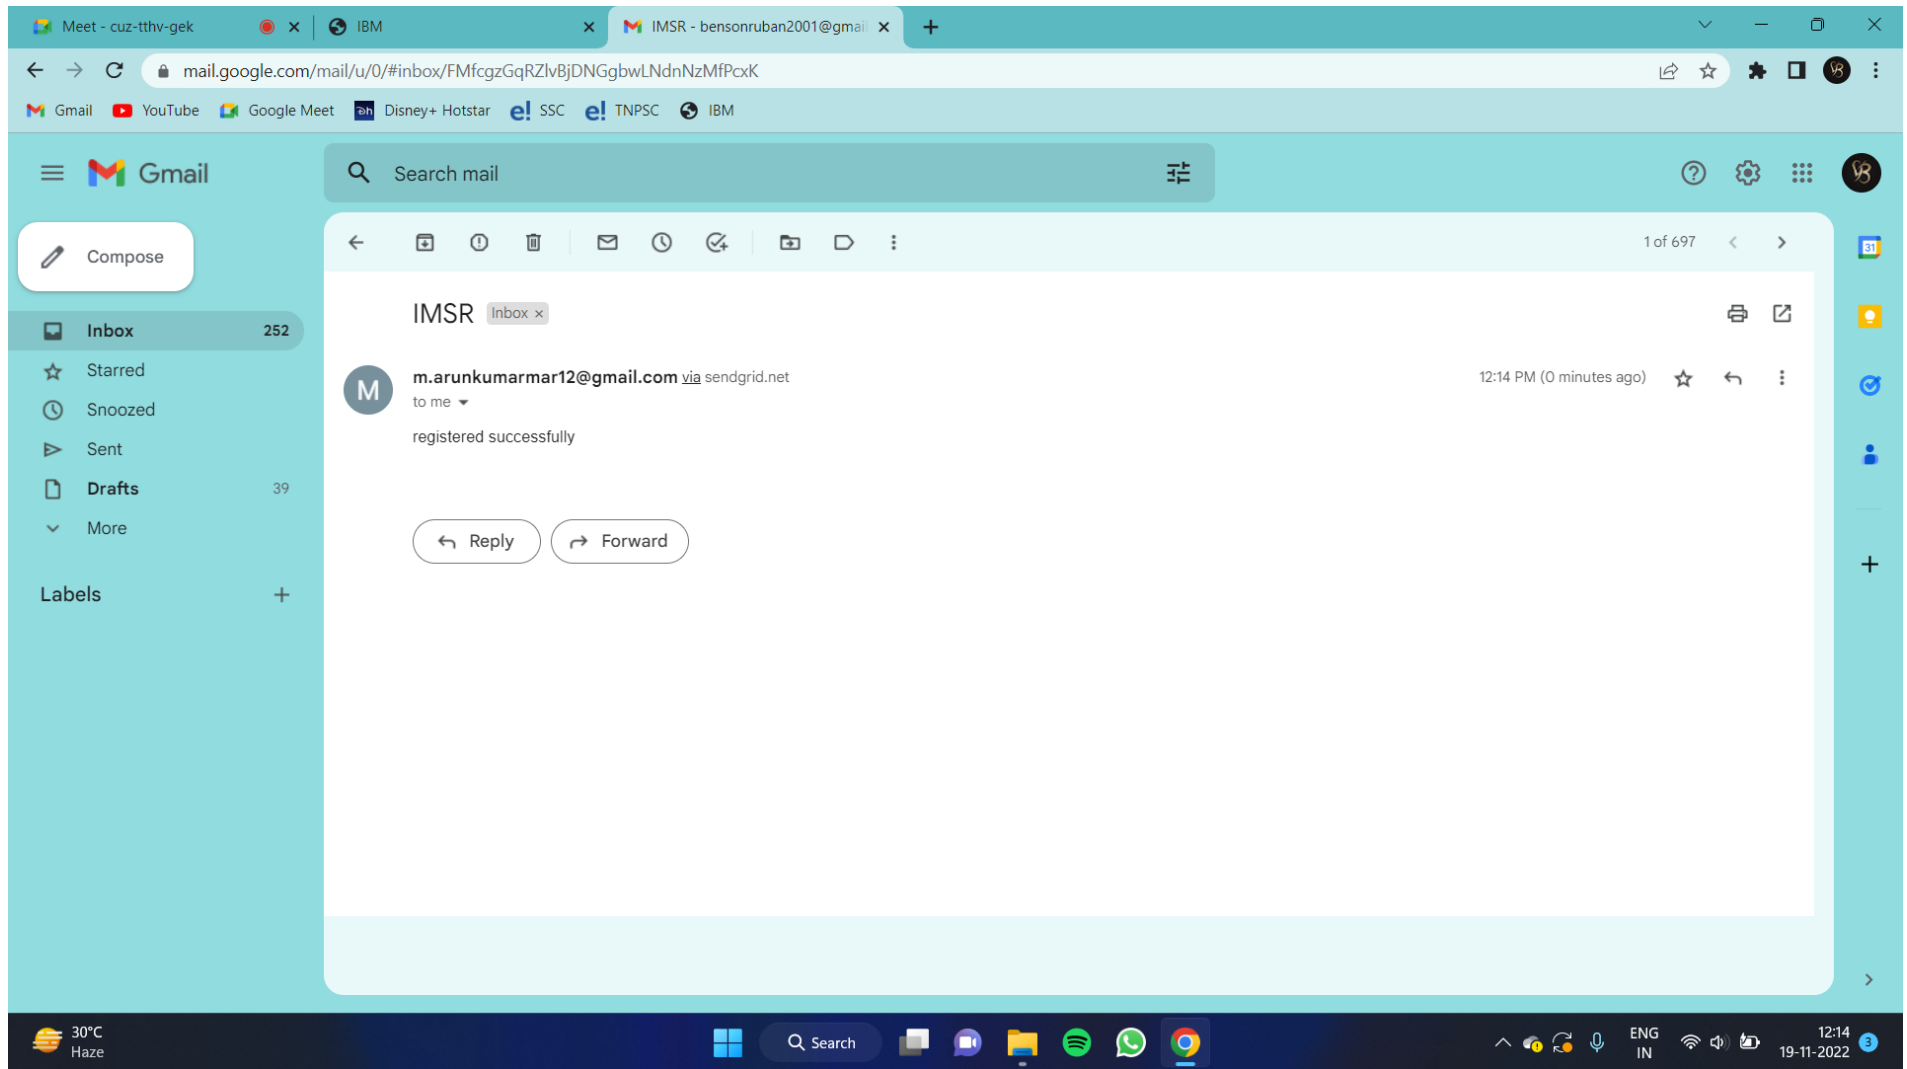 Meet - cuz-tthv-gek
IBM
IMSR - bensonruban2001@gmail
mail.google.com/mail/u/0/#inbox/FMfcgzGqRZlvBjDNGgbwLNdnNzMfPcxK
Gmail YouTube Google Meet Disney+ Hotstar SSC TNPSC IBM
Gmail
Search mail
Compose
1 of 697
Inbox 252
Starred
Snoozed
Sent
Drafts 39
More
Labels
IMSR Inbox ×
M
m.arunkumarmar12@gmail.com via sendgrid.net
12:14 PM (0 minutes ago)
to me
registered successfully
Reply Forward
31
30°C
Haze
Search
ENG
IN
12:14
19-11-2022
3